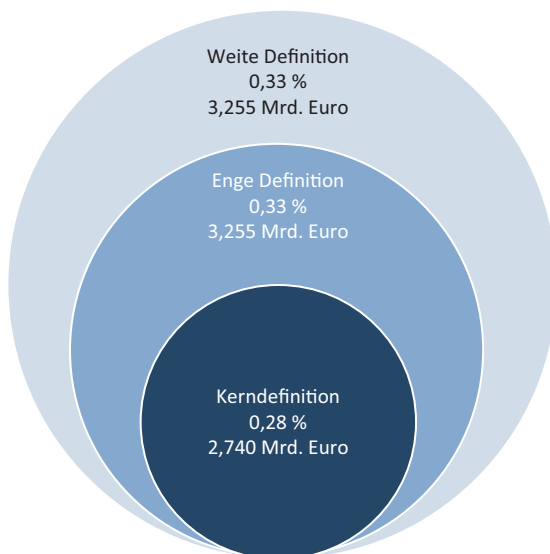 Weite Definition
0,33 %
3,255 Mrd. Euro
Enge Definition
0,33 %
3,255 Mrd. Euro
Kerndefinition
0,28 %
2,740 Mrd. Euro